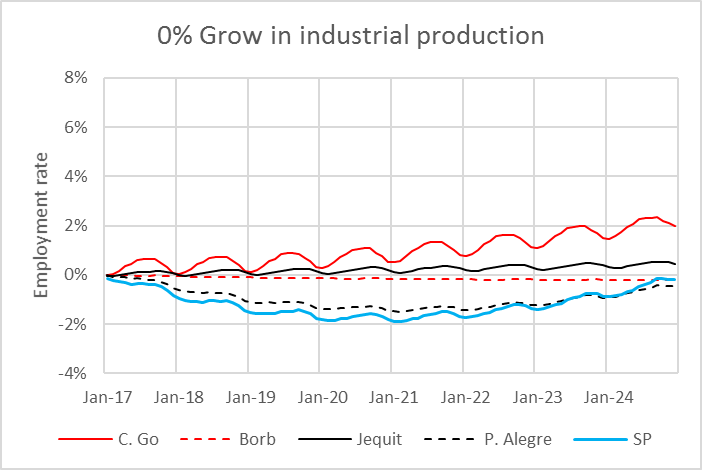 0% Grow in industrial production
Employment rate
8%
6%
4%
2%
0%
-2%
-4%
Jan-17 Jan-18 Jan-19 Jan-20 Jan-21 Jan-22 Jan-23 Jan-24
C. Go Borb Jequit P. Alegre SP